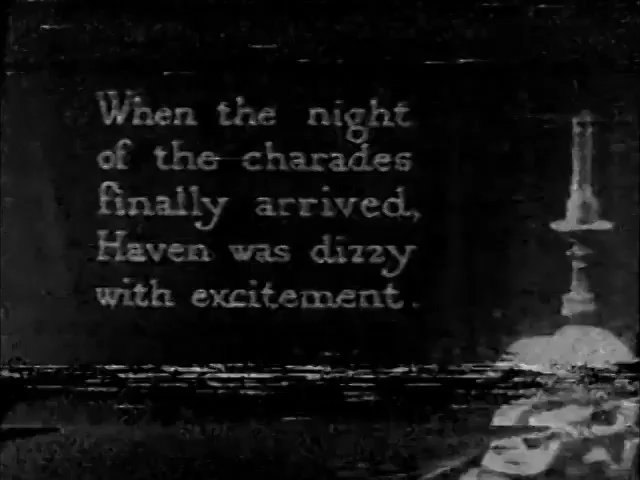 When the night
of the charades
finally arrived,
Haven was dizzy
with excitement.